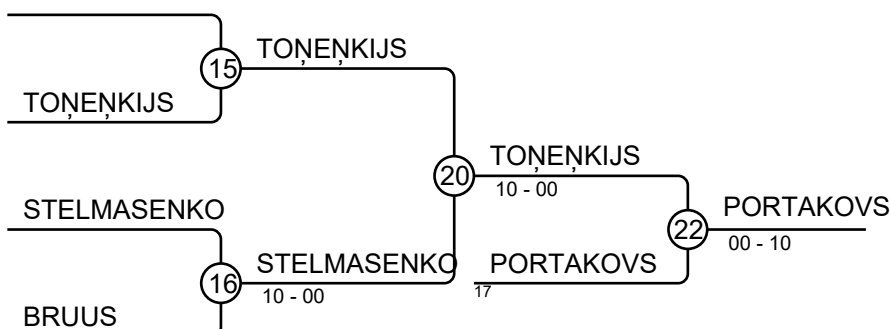 TOŅEŅKIJS
15
TOŅEŅKIJS
STELMASENKO
BRUUS
16
STELMASENKO
10 - 00
20
TOŅEŅKIJS
10 - 00
PORTAKOVS
17
22
PORTAKOVS
00 - 10